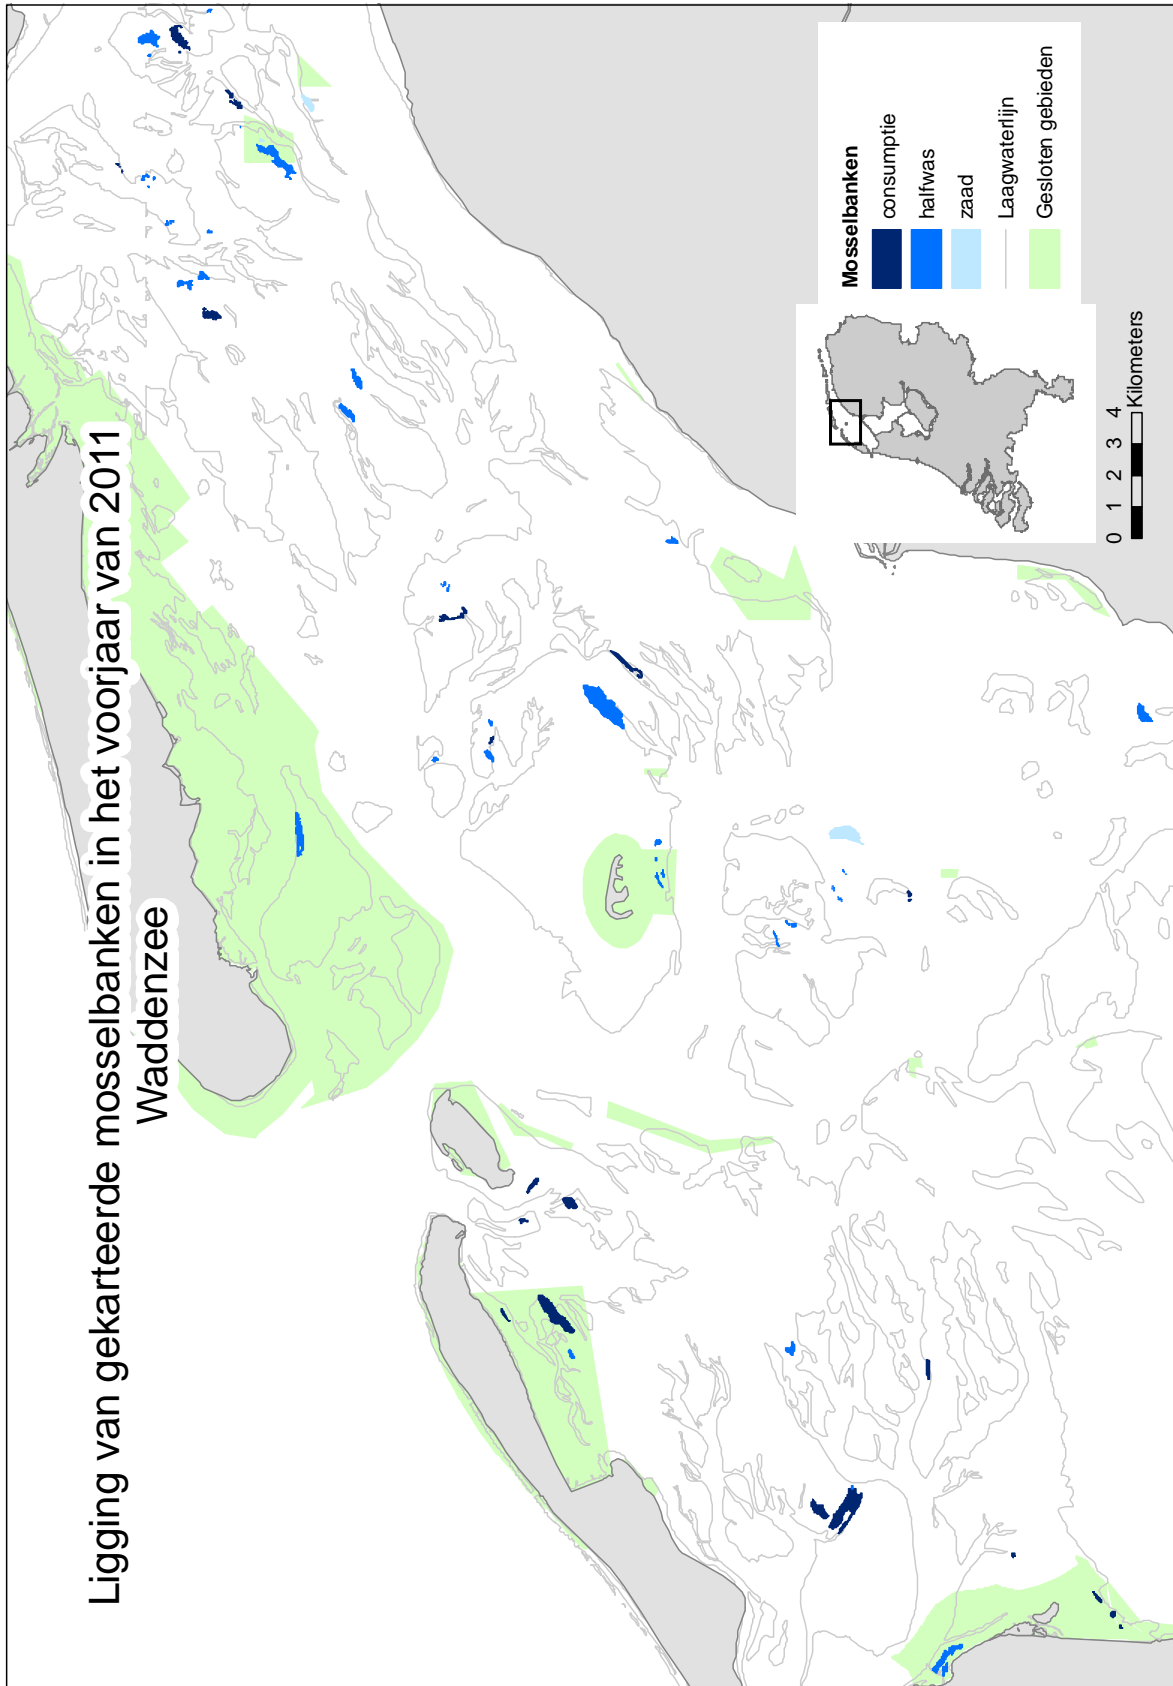 Ligging van gekarteerde mosselbanken in het voorjaar van 2011
Waddenzee
Mosselbanken
consumptie
halfwas
zaad
Laagwaterlijn
Gesloten gebieden
0 1 2 3 4
Kilometers